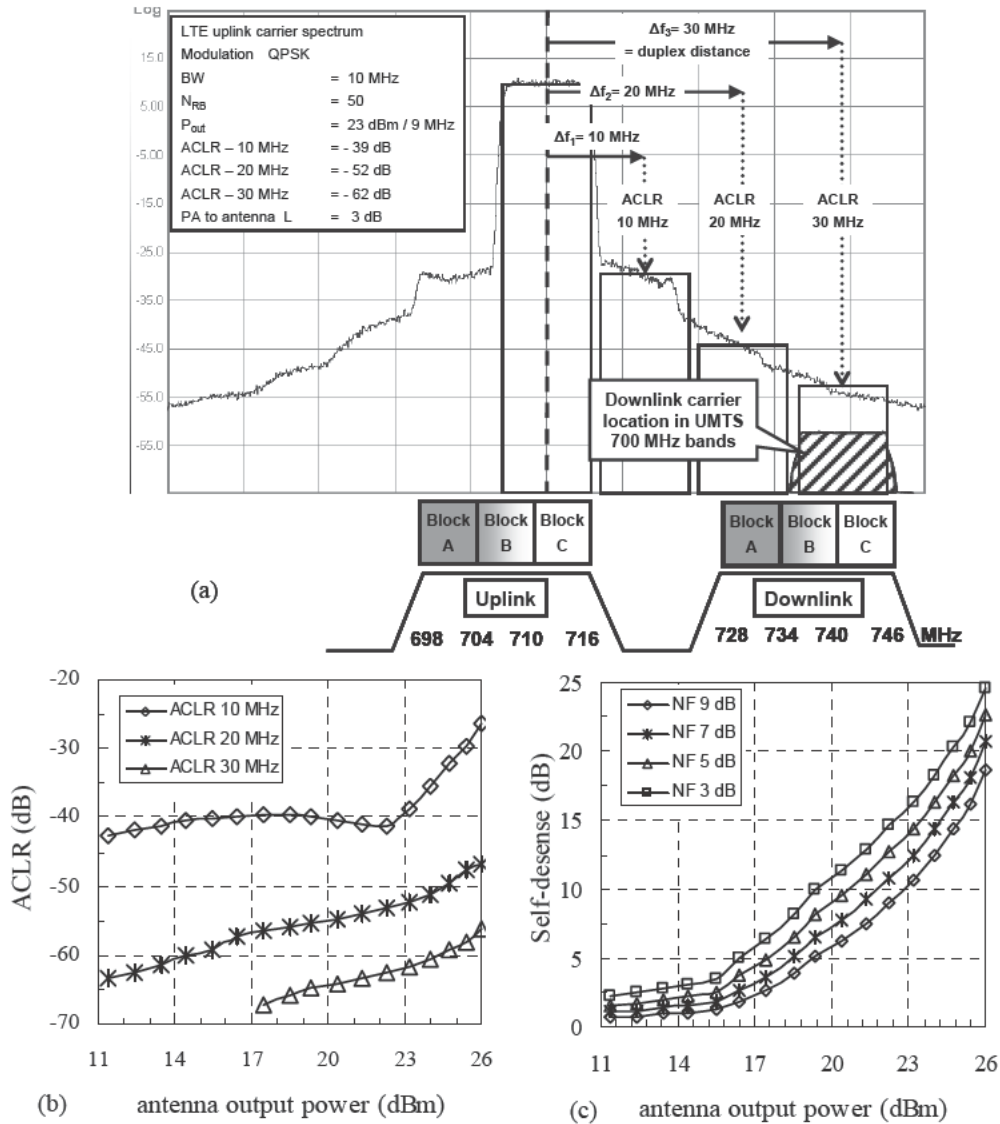 Log
15.0
5.00
-5.00
-15.0
-25.0
-35.0
-45.0
-55.0
-65.0
LTE uplink carrier spectrum
Modulation QPSK
BW = 10 MHz
NRB = 50
Pout = 23 dBm / 9 MHz
ACLR – 10 MHz = - 39 dB
ACLR – 20 MHz = - 52 dB
ACLR – 30 MHz = - 62 dB
PA to antenna L = 3 dB
Δf3= 30 MHz
= duplex distance
Δf2= 20 MHz
Δf1= 10 MHz
ACLR
10 MHz
ACLR
20 MHz
ACLR
30 MHz
Downlink carrier
location in UMTS
700 MHz bands
Block A
Block B
Block C
Block A
Block B
Block C
(a)
Uplink
Downlink
698 704 710 716
728 734 740 746 MHz
-20
-30
-40
-50
-60
-70
ACLR (dB)
ACLR 10 MHz
ACLR 20 MHz
ACLR 30 MHz
11 14 17 20 23 26
(b) antenna output power (dBm)
25
20
15
10
5
0
Self-desense (dB)
NF 9 dB
NF 7 dB
NF 5 dB
NF 3 dB
11 14 17 20 23 26
(c) antenna output power (dBm)